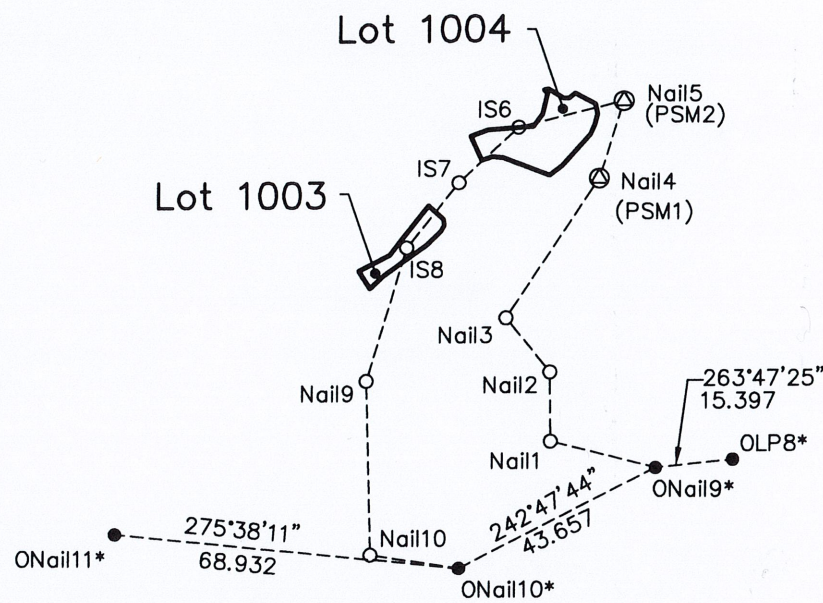 Lot 1004
IS6
Nail5
(PSM2)
IS7
Nail4
(PSM1)
Lot 1003
IS8
Nail3
Nail9
Nail2
263°47'25"
15.397
Nail1
OLP8*
ONail9*
242°47'44"
43.657
275°38'11"
68.932
Nail10
ONail11*
ONail10*